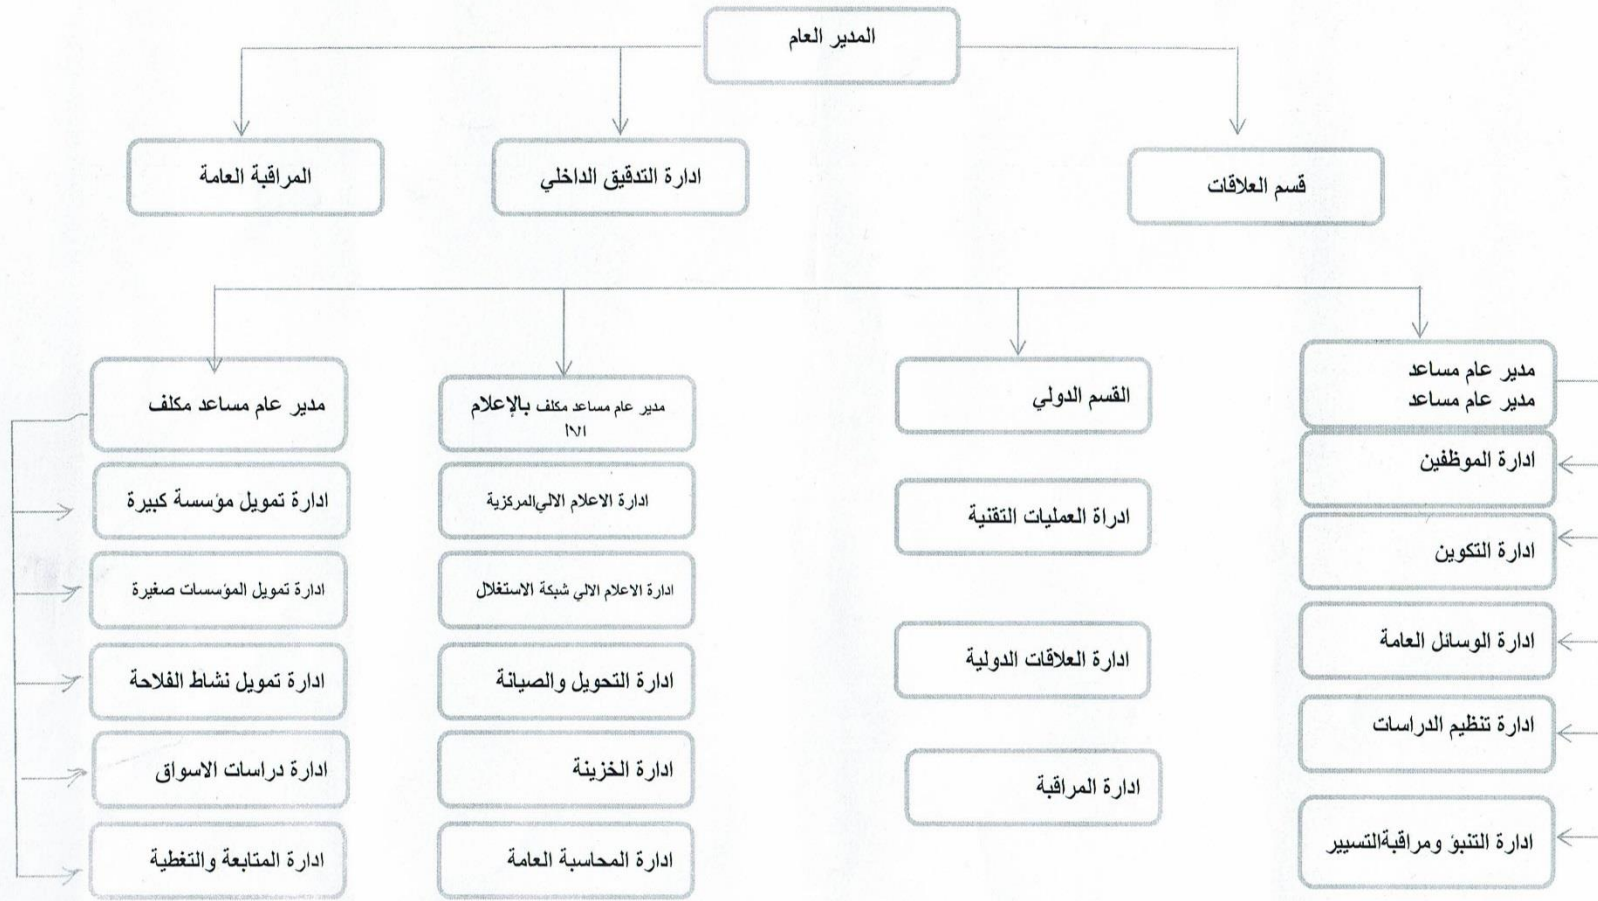 المدير العام
قسم العلاقات
ادارة التدقيق الداخلي
المراقبة العامة
مدير عام مساعد
مدير عام مساعد
ادارة الموظفين
ادارة التكوين
ادارة الوسائل العامة
ادارة تنظيم الدراسات
ادارة التنبؤ ومراقبةالتسيير
القسم الدولي
ادراة العمليات التقنية
ادارة العلاقات الدولية
ادارة المراقبة
مدير عام مساعد مكلف بالإعلام
ادارة الاعلام الالي المركزية
ادارة الاعلام الالي شبكة الاستغلال
ادارة التحويل والصيانة
ادارة الخزينة
ادارة المحاسبة العامة
مدير عام مساعد مكلف
ادارة تمويل مؤسسة كبيرة
ادارة تمويل المؤسسات صغيرة
ادارة تمويل نشاط الفلاحة
ادارة دراسات الاسواق
ادارة المتابعة والتغطية